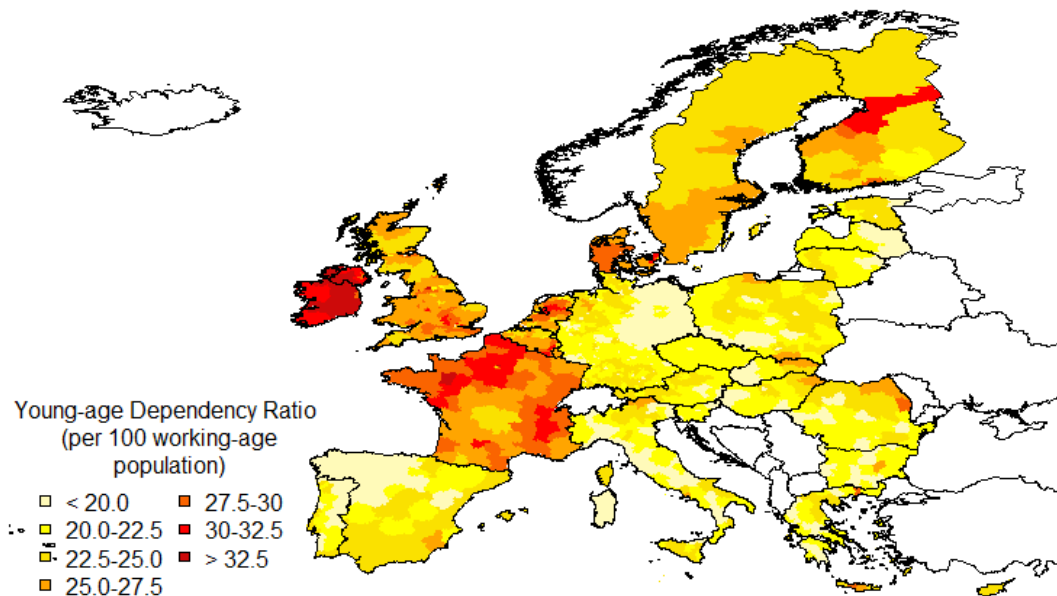 Young-age Dependency Ratio
(per 100 working-age
population)
< 20.0
20.0-22.5
22.5-25.0
25.0-27.5
27.5-30
30-32.5
> 32.5